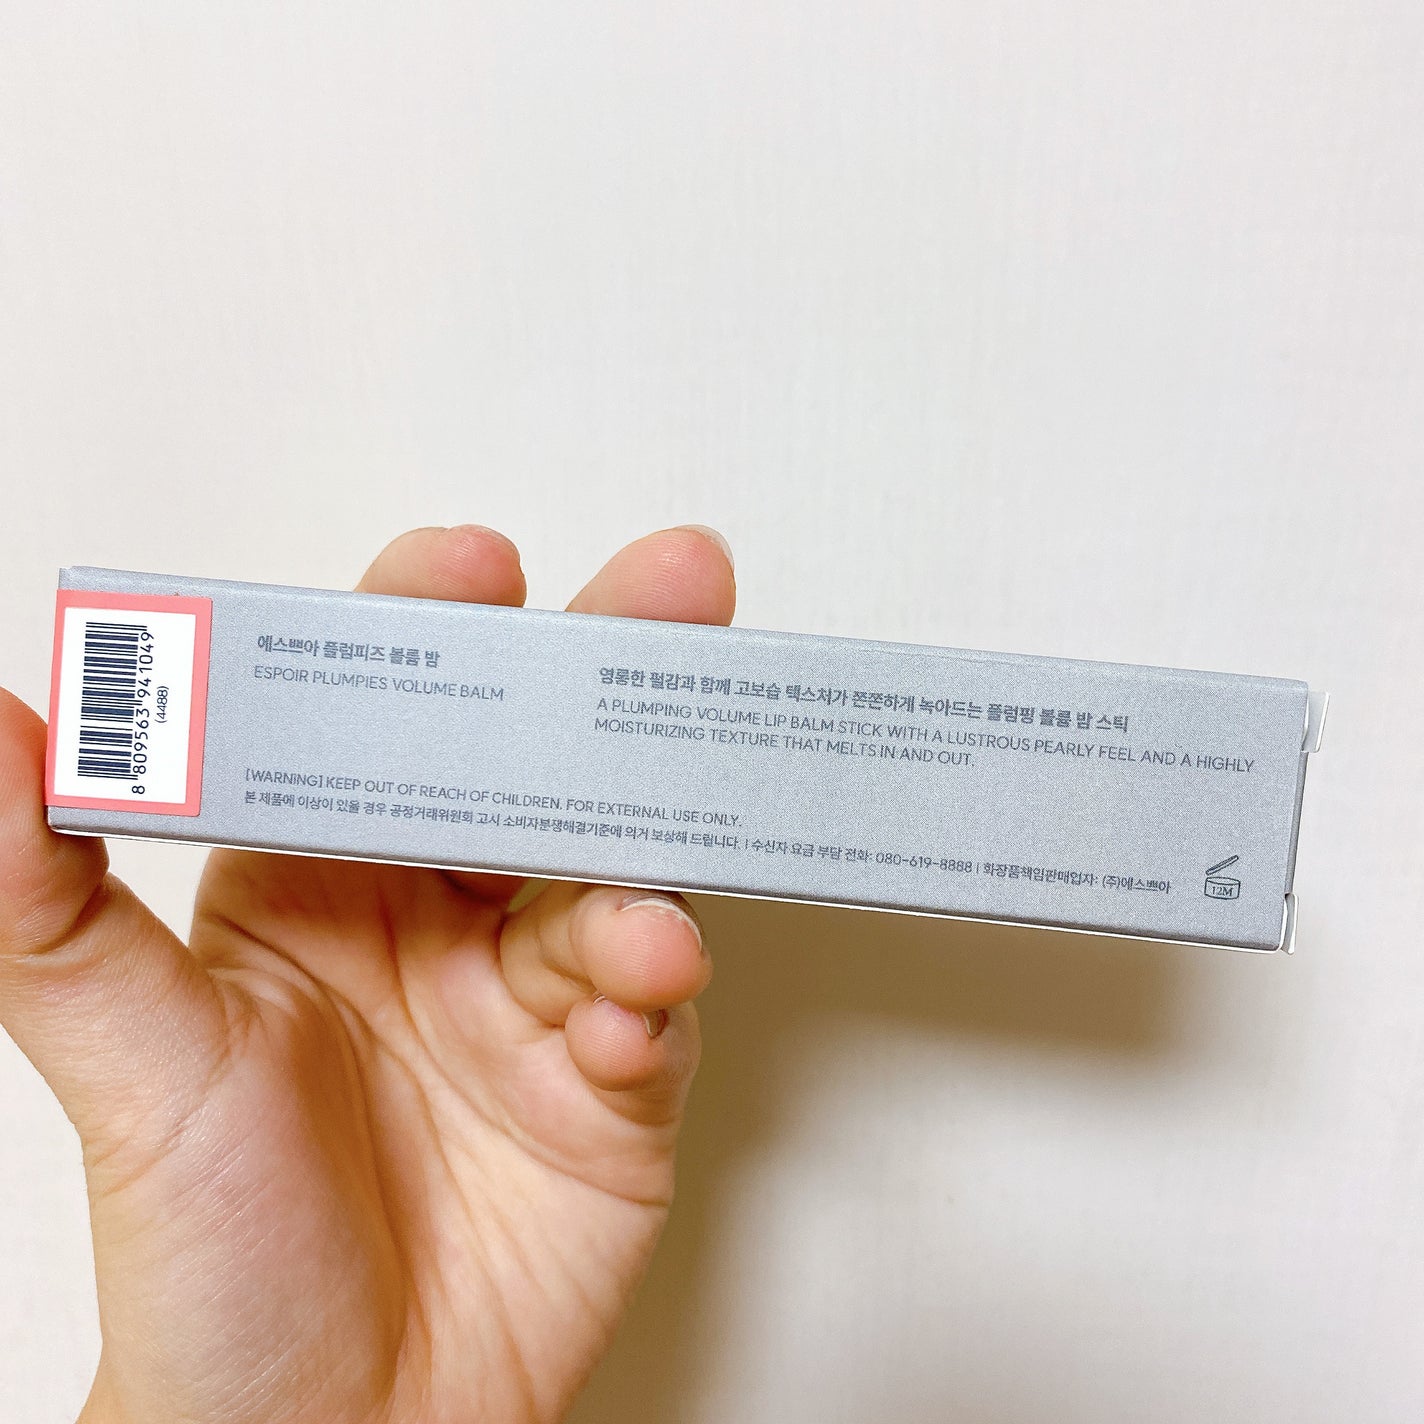 8 809563 941049
(4488)
에스쁘아 플럼피즈 볼륨 밤
ESPOIR PLUMPIES VOLUME BALM
영롱한 펄감과 함께 고보습 텍스처가 쫀쫀하게 녹아드는 플럼핑 볼륨 밤 스틱
A PLUMPING VOLUME LIP BALM STICK WITH A LUSTROUS PEARLY FEEL AND A HIGHLY
MOISTURIZING TEXTURE THAT MELTS IN AND OUT.
[WARNING] KEEP OUT OF REACH OF CHILDREN. FOR EXTERNAL USE ONLY.
본 제품에 이상이 있을 경우 공정거래위원회 고시 소비자분쟁해결기준에 의거 보상해 드립니다. | 수신자 요금 부담 전화: 080-619-8888 | 화장품책임판매업자: (주)에스쁘아
12M